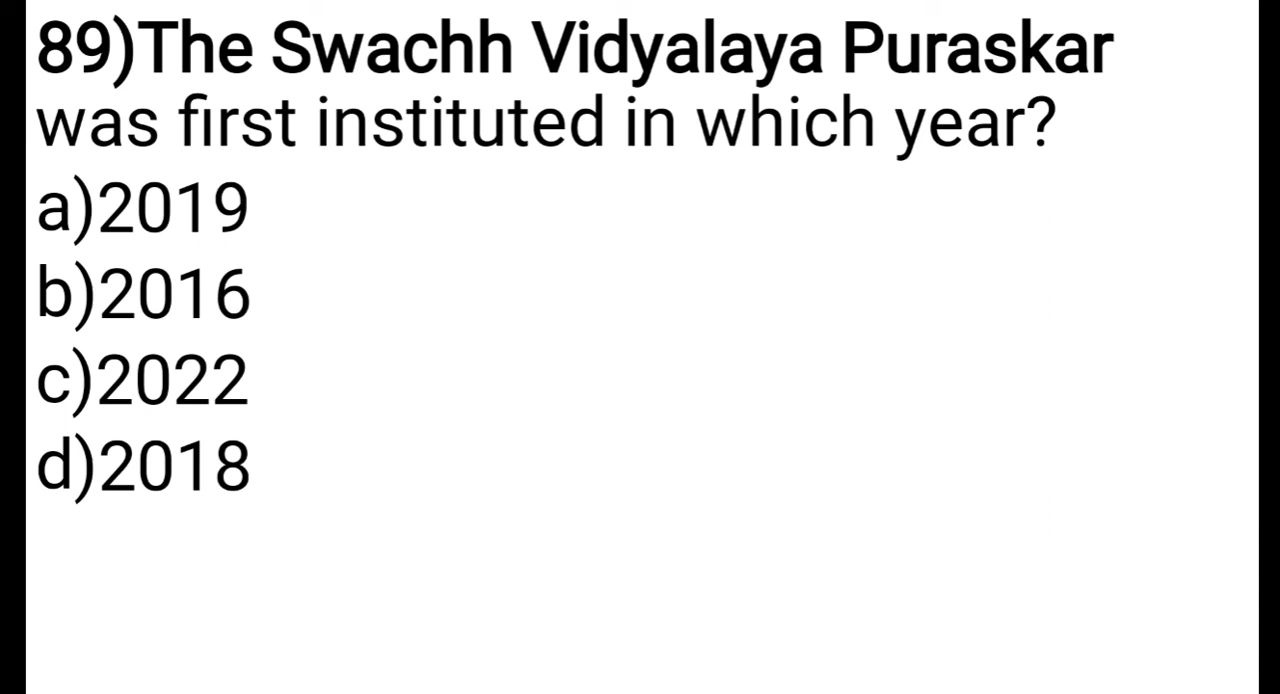 89)The Swachh Vidyalaya Puraskar
was first instituted in which year?
a)2019
b)2016
c)2022
d)2018